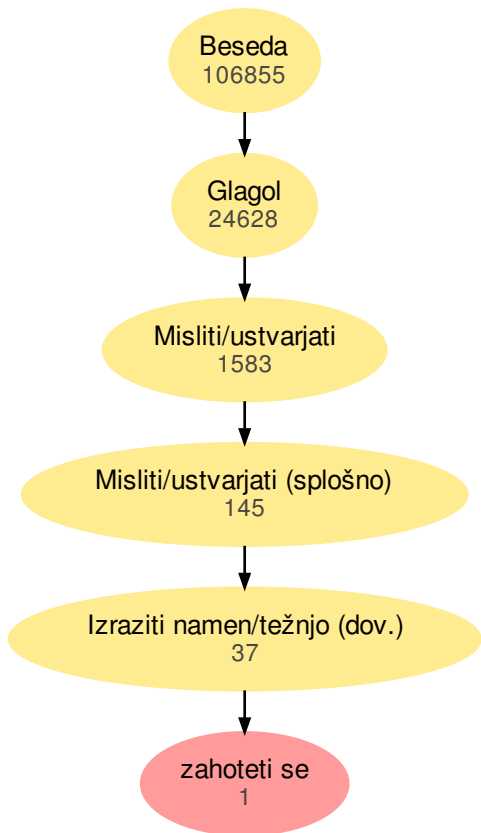 Beseda
106855
Glagol
24628
Misliti/ustvarjati
1583
Misliti/ustvarjati (splošno)
145
Izraziti namen/težnjo (dov.)
37
zahoteti se
1